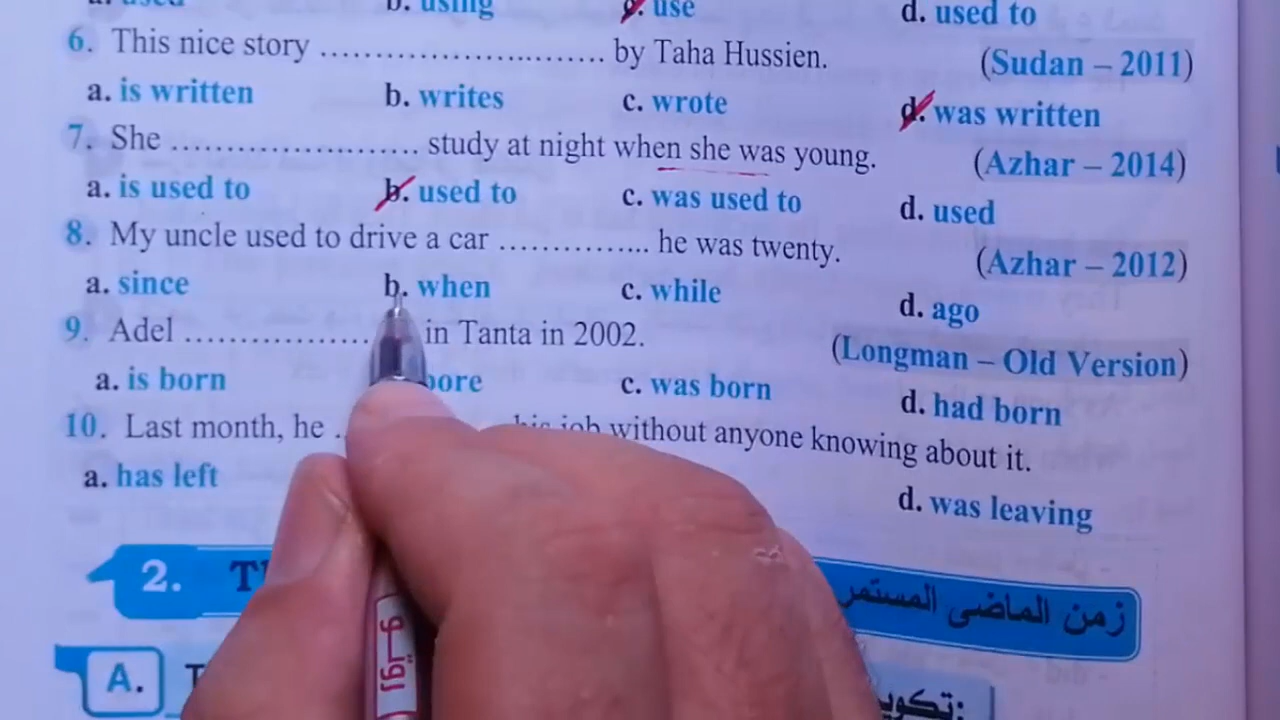 b. using c. use d. used to
6. This nice story .............................. by Taha Hussien. (Sudan – 2011)
a. is written b. writes c. wrote d. was written
7. She .......................... study at night when she was young. (Azhar – 2014)
a. is used to b. used to c. was used to d. used
8. My uncle used to drive a car ............... he was twenty. (Azhar – 2012)
a. since b. when c. while d. ago
9. Adel .................... in Tanta in 2002. (Longman – Old Version)
a. is born bore c. was born d. had born
10. Last month, he .. his job without anyone knowing about it.
a. has left d. was leaving
2. زمن الماضى المستمر
A. تكوين:
روتو